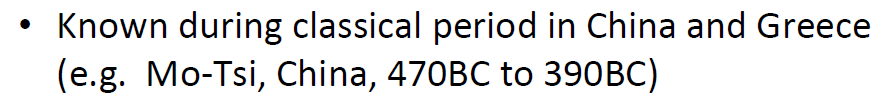 • Known during classical period in China and Greece
(e.g.  Mo-Tsi, China, 470BC to 390BC)